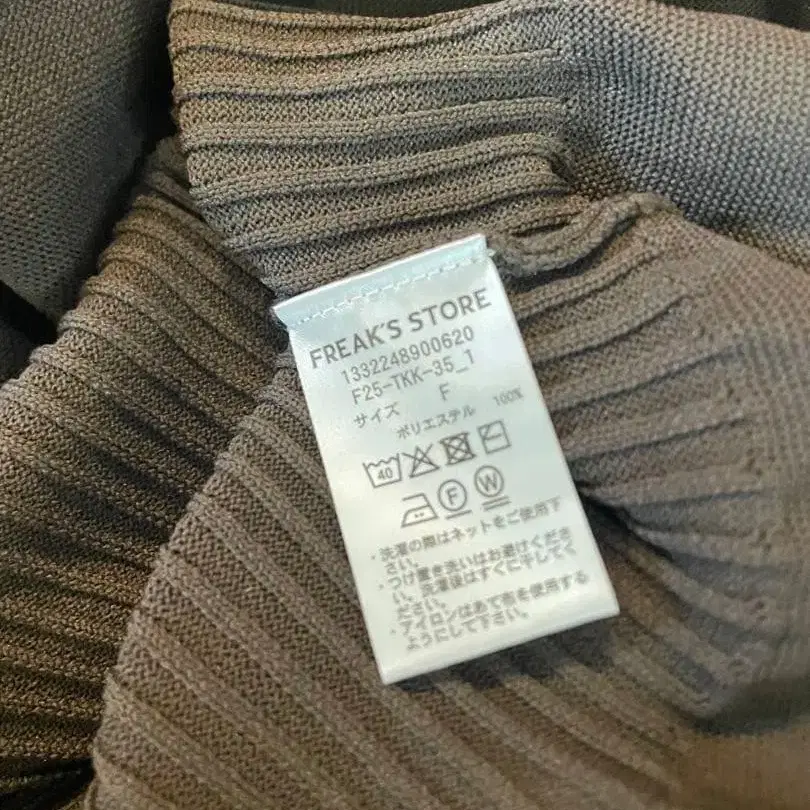 FREAK'S STORE
1332248900620
F25-TKK-35_1
サイズ F
ポリエステル 100%
40
F W
・洗濯の際はネットをご使用下
さい。
・つけ置き洗いはお避けくださ
い。洗濯後はすぐに干してく
ださい。
・アイロンはあて布を使用する
ようにして下さい。